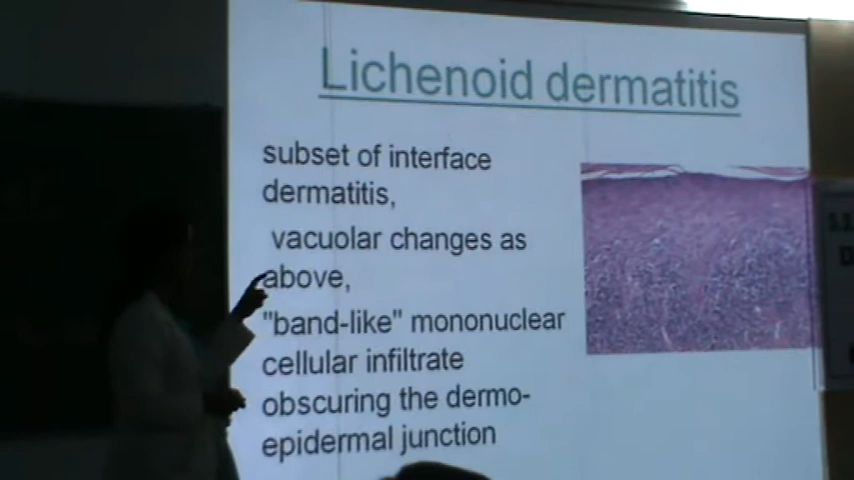 Lichenoid dermatitis
subset of interface
dermatitis,
vacuolar changes as
above,
"band-like" mononuclear
cellular infiltrate
obscuring the dermo-
epidermal junction